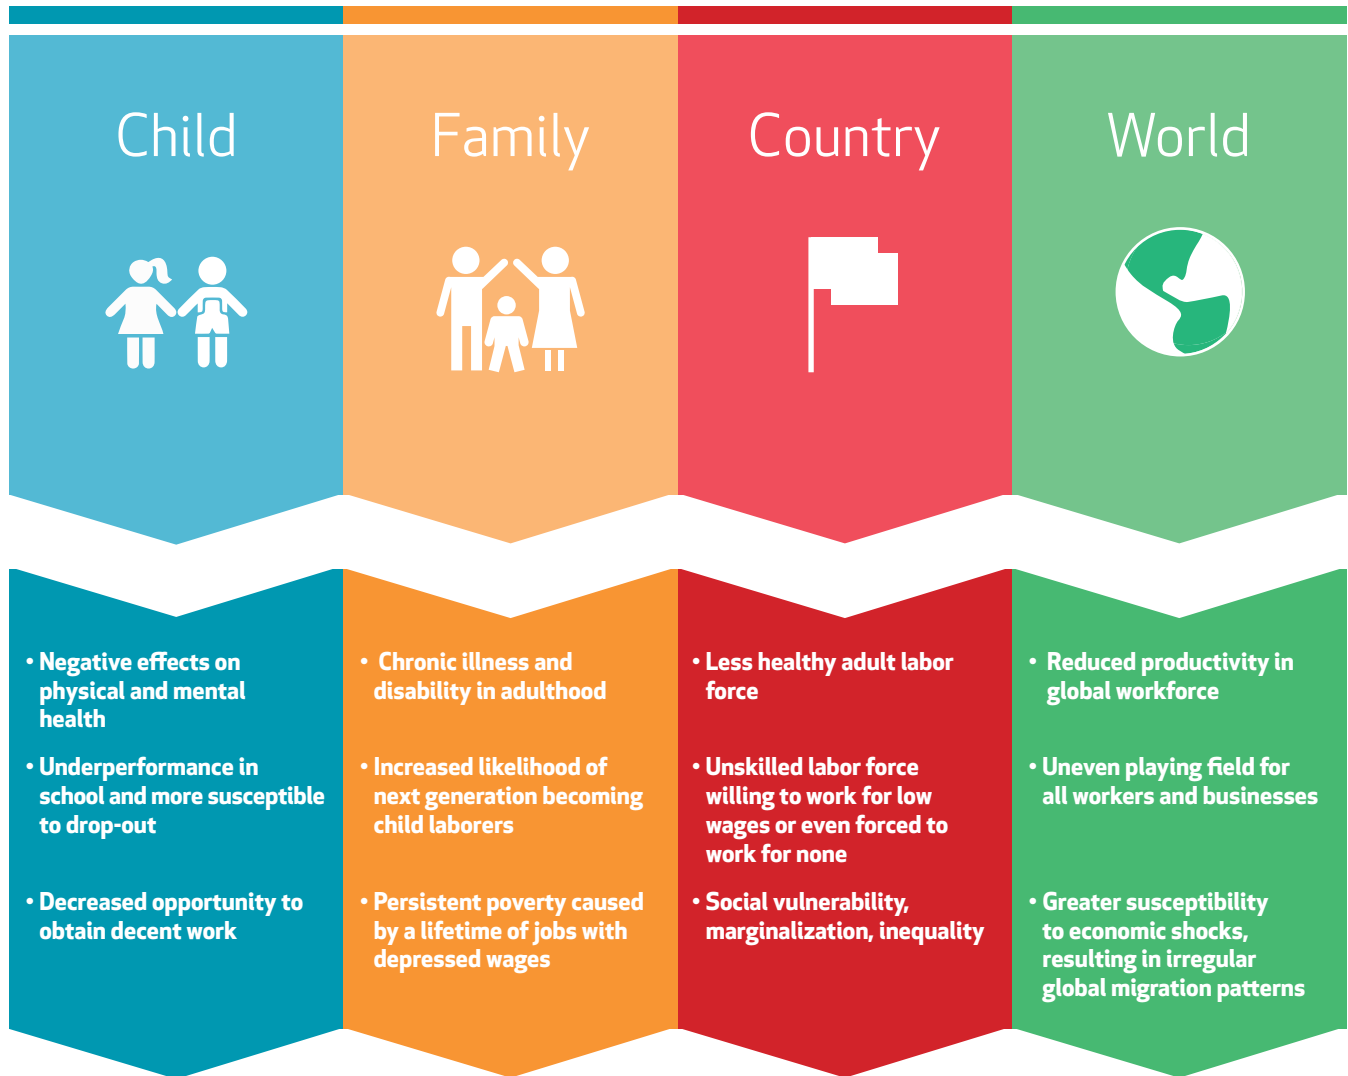 Child
Family
Country
World
• Negative effects on
physical and mental
health
• Underperformance in
school and more susceptible
to drop-out
• Decreased opportunity to
obtain decent work
• Chronic illness and
disability in adulthood
• Increased likelihood of
next generation becoming
child laborers
• Persistent poverty caused
by a lifetime of jobs with
depressed wages
• Less healthy adult labor
force
• Unskilled labor force
willing to work for low
wages or even forced to
work for none
• Social vulnerability,
marginalization, inequality
• Reduced productivity in
global workforce
• Uneven playing field for
all workers and businesses
• Greater susceptibility
to economic shocks,
resulting in irregular
global migration patterns